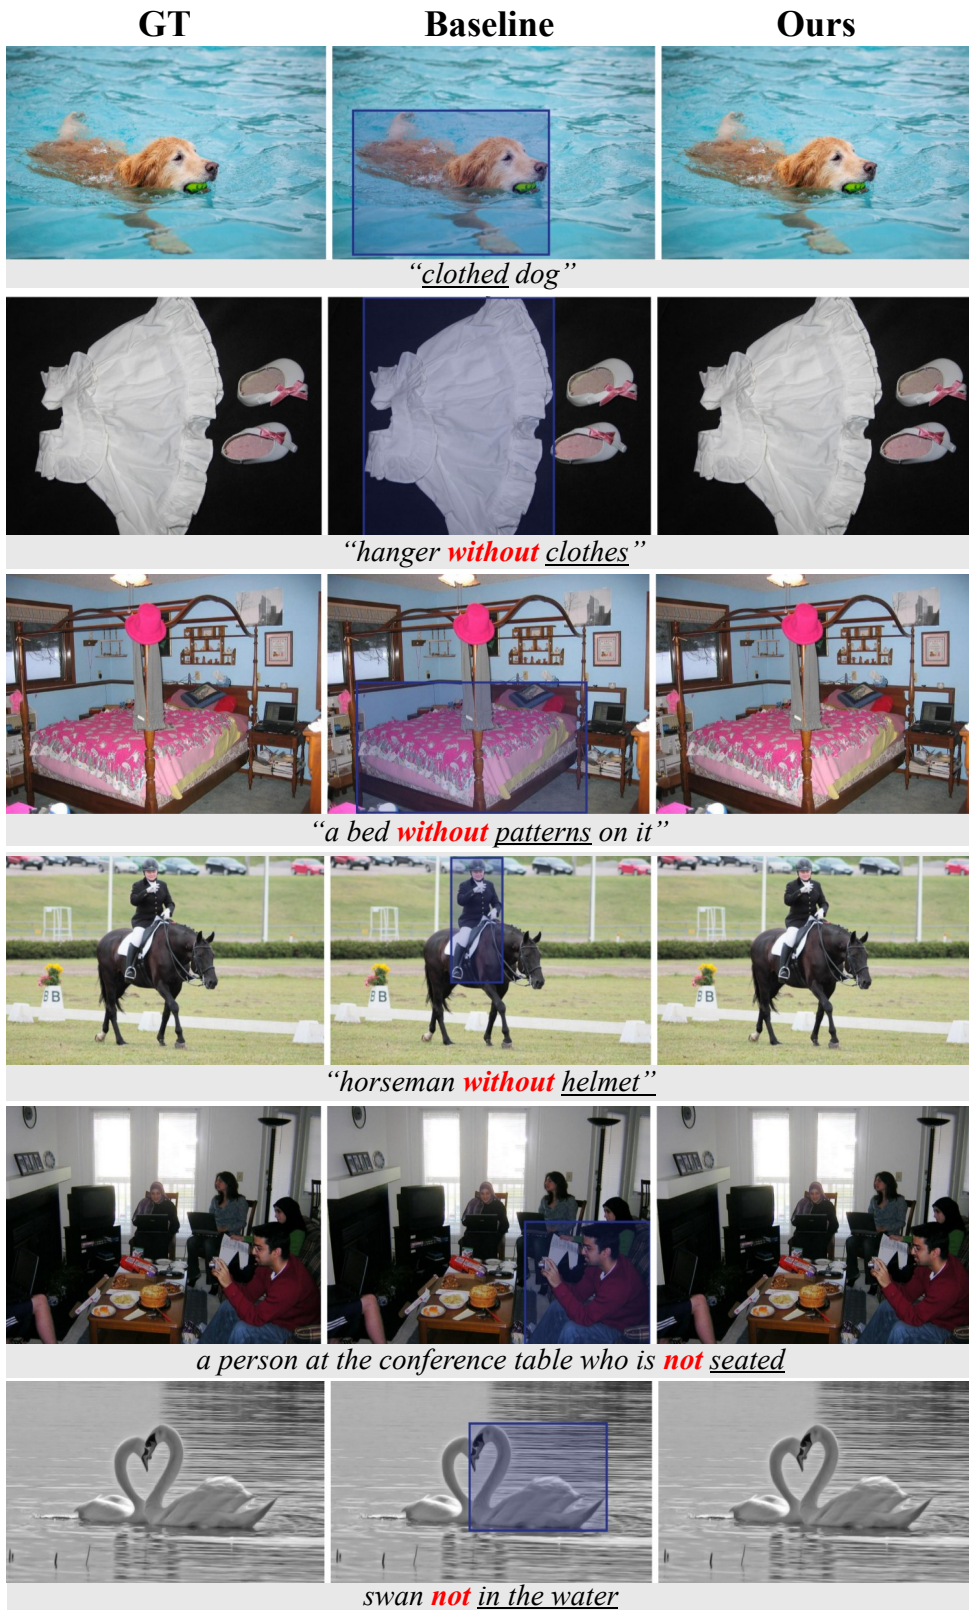 GT Baseline Ours
“clothed dog”
“hanger without clothes”
“a bed without patterns on it”
B B
B B
B
“horseman without helmet”
a person at the conference table who is not seated
swan not in the water